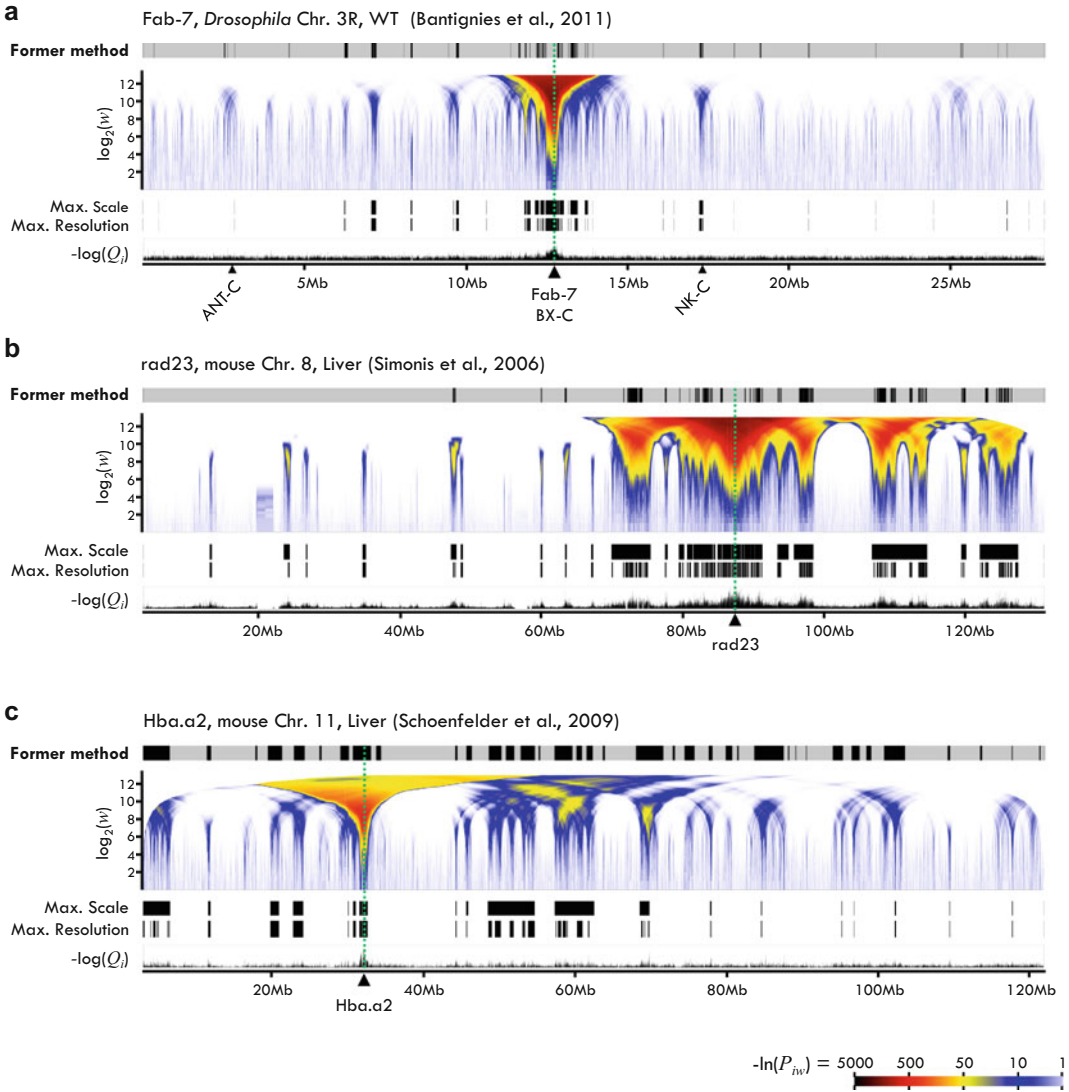 a
Fab-7, Drosophila Chr. 3R, WT (Bantignies et al., 2011)
Former method
12
10
8
6
4
2
log2(w)
Max. Scale
Max. Resolution
-log(Qi)
5Mb 10Mb 15Mb 20Mb 25Mb
ANT-C
Fab-7
BX-C
NK-C
b
rad23, mouse Chr. 8, Liver (Simonis et al., 2006)
Former method
12
10
8
6
4
2
log2(w)
Max. Scale
Max. Resolution
-log(Qi)
20Mb 40Mb 60Mb 80Mb 100Mb 120Mb
rad23
c
Hba.a2, mouse Chr. 11, Liver (Schoenfelder et al., 2009)
Former method
12
10
8
6
4
2
log2(w)
Max. Scale
Max. Resolution
-log(Qi)
20Mb 40Mb 60Mb 80Mb 100Mb 120Mb
Hba.a2
-ln(Piw) = 5000 500 50 10 1